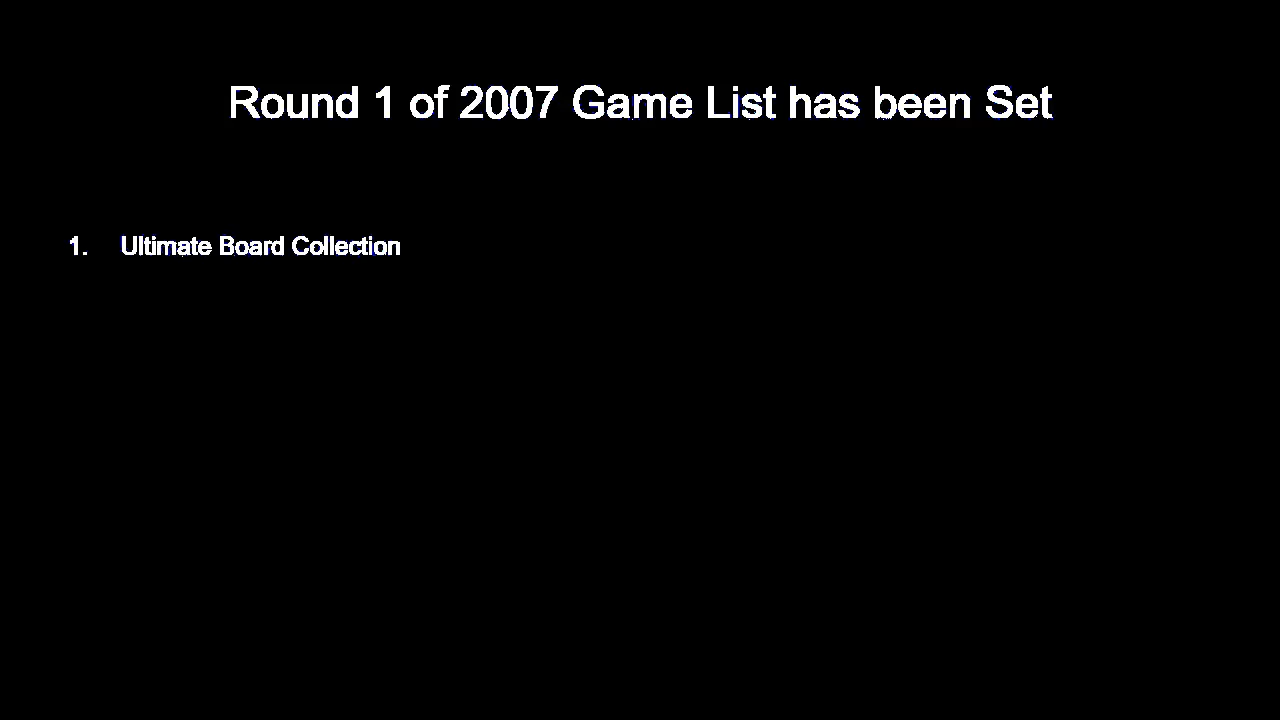 Round 1 of 2007 Game List has been Set
1. Ultimate Board Collection